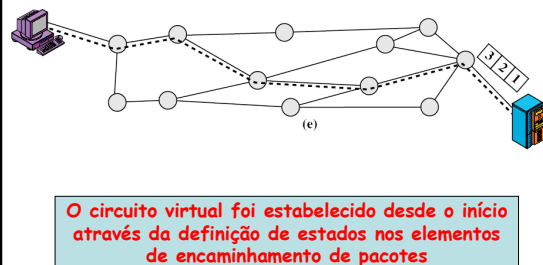 3 2 1
(e)
O circuito virtual foi estabelecido desde o início
através da definição de estados nos elementos
de encaminhamento de pacotes